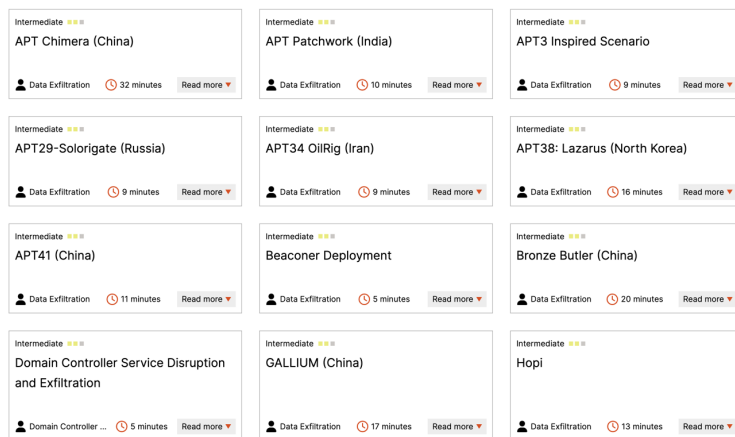 Intermediate
APT Chimera (China)
Data Exfiltration 32 minutes Read more
Intermediate
APT Patchwork (India)
Data Exfiltration 10 minutes Read more
Intermediate
APT3 Inspired Scenario
Data Exfiltration 9 minutes Read more
Intermediate
APT29-Solorigate (Russia)
Data Exfiltration 9 minutes Read more
Intermediate
APT34 OilRig (Iran)
Data Exfiltration 9 minutes Read more
Intermediate
APT38: Lazarus (North Korea)
Data Exfiltration 16 minutes Read more
Intermediate
APT41 (China)
Data Exfiltration 11 minutes Read more
Intermediate
Beaconer Deployment
Data Exfiltration 5 minutes Read more
Intermediate
Bronze Butler (China)
Data Exfiltration 20 minutes Read more
Intermediate
Domain Controller Service Disruption
and Exfiltration
Domain Controller ... 5 minutes Read more
Intermediate
GALLIUM (China)
Data Exfiltration 17 minutes Read more
Intermediate
Hopi
Data Exfiltration 13 minutes Read more